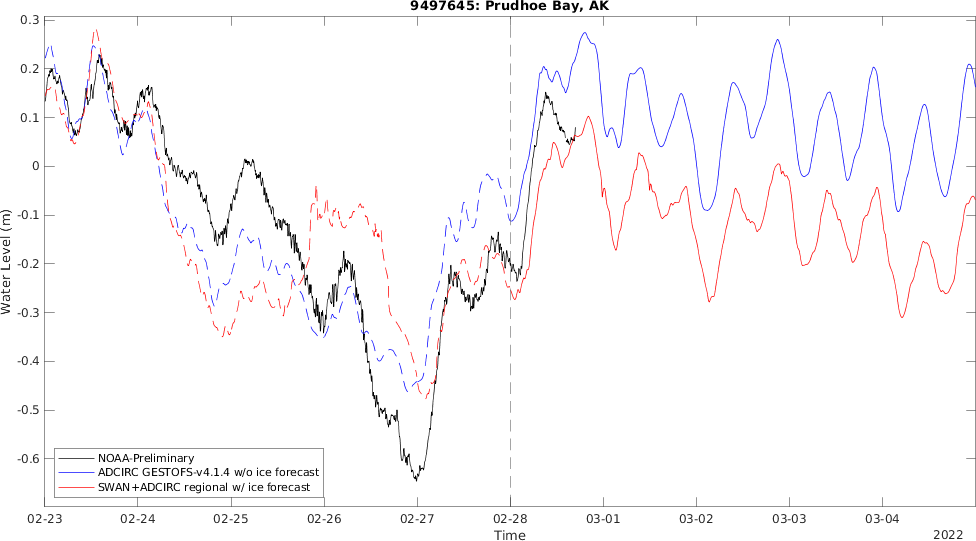 9497645: Prudhoe Bay, AK
0.3
0.2
0.1
0
-0.1
-0.2
-0.3
-0.4
-0.5
-0.6
Water Level (m)
NOAA-Preliminary
ADCIRC GESTOFS-v4.1.4 w/o ice forecast
SWAN+ADCIRC regional w/ ice forecast
02-23 02-24 02-25 02-26 02-27 02-28 03-01 03-02 03-03 03-04
Time
2022